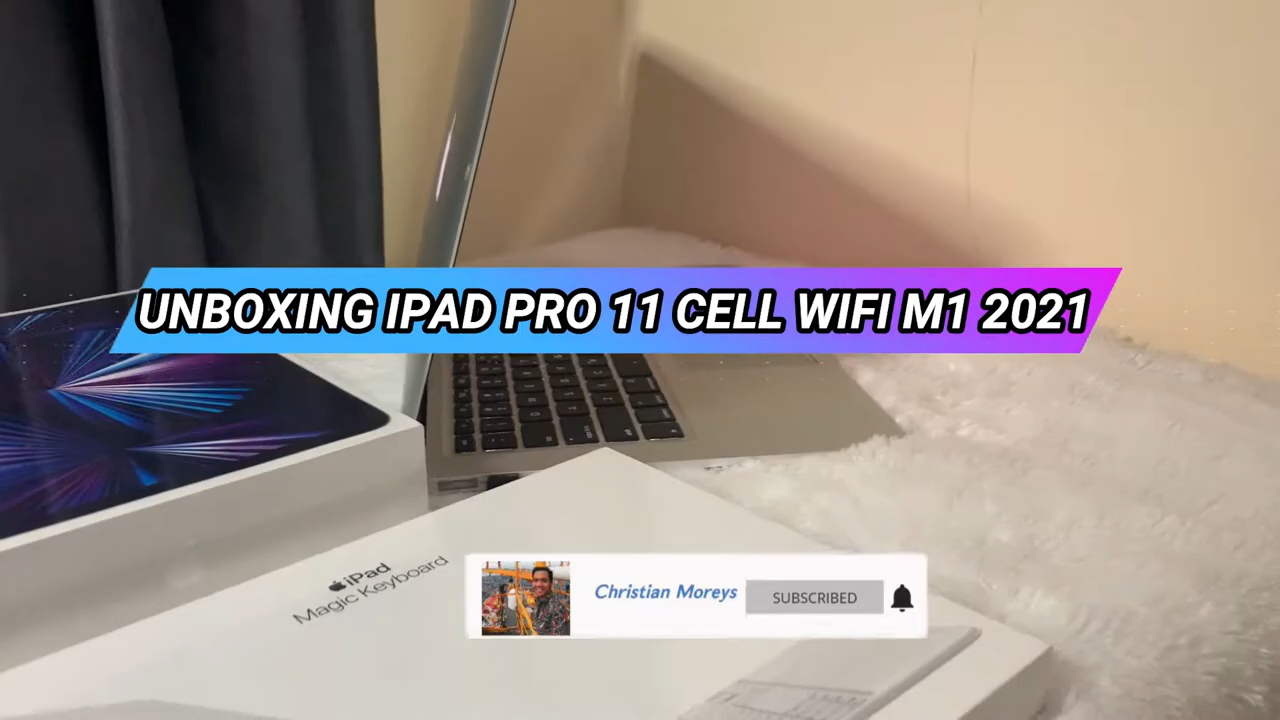 UNBOXING IPAD PRO 11 CELL WIFI M1 2021
iPad
Magic Keyboard
Christian Moreys
SUBSCRIBED